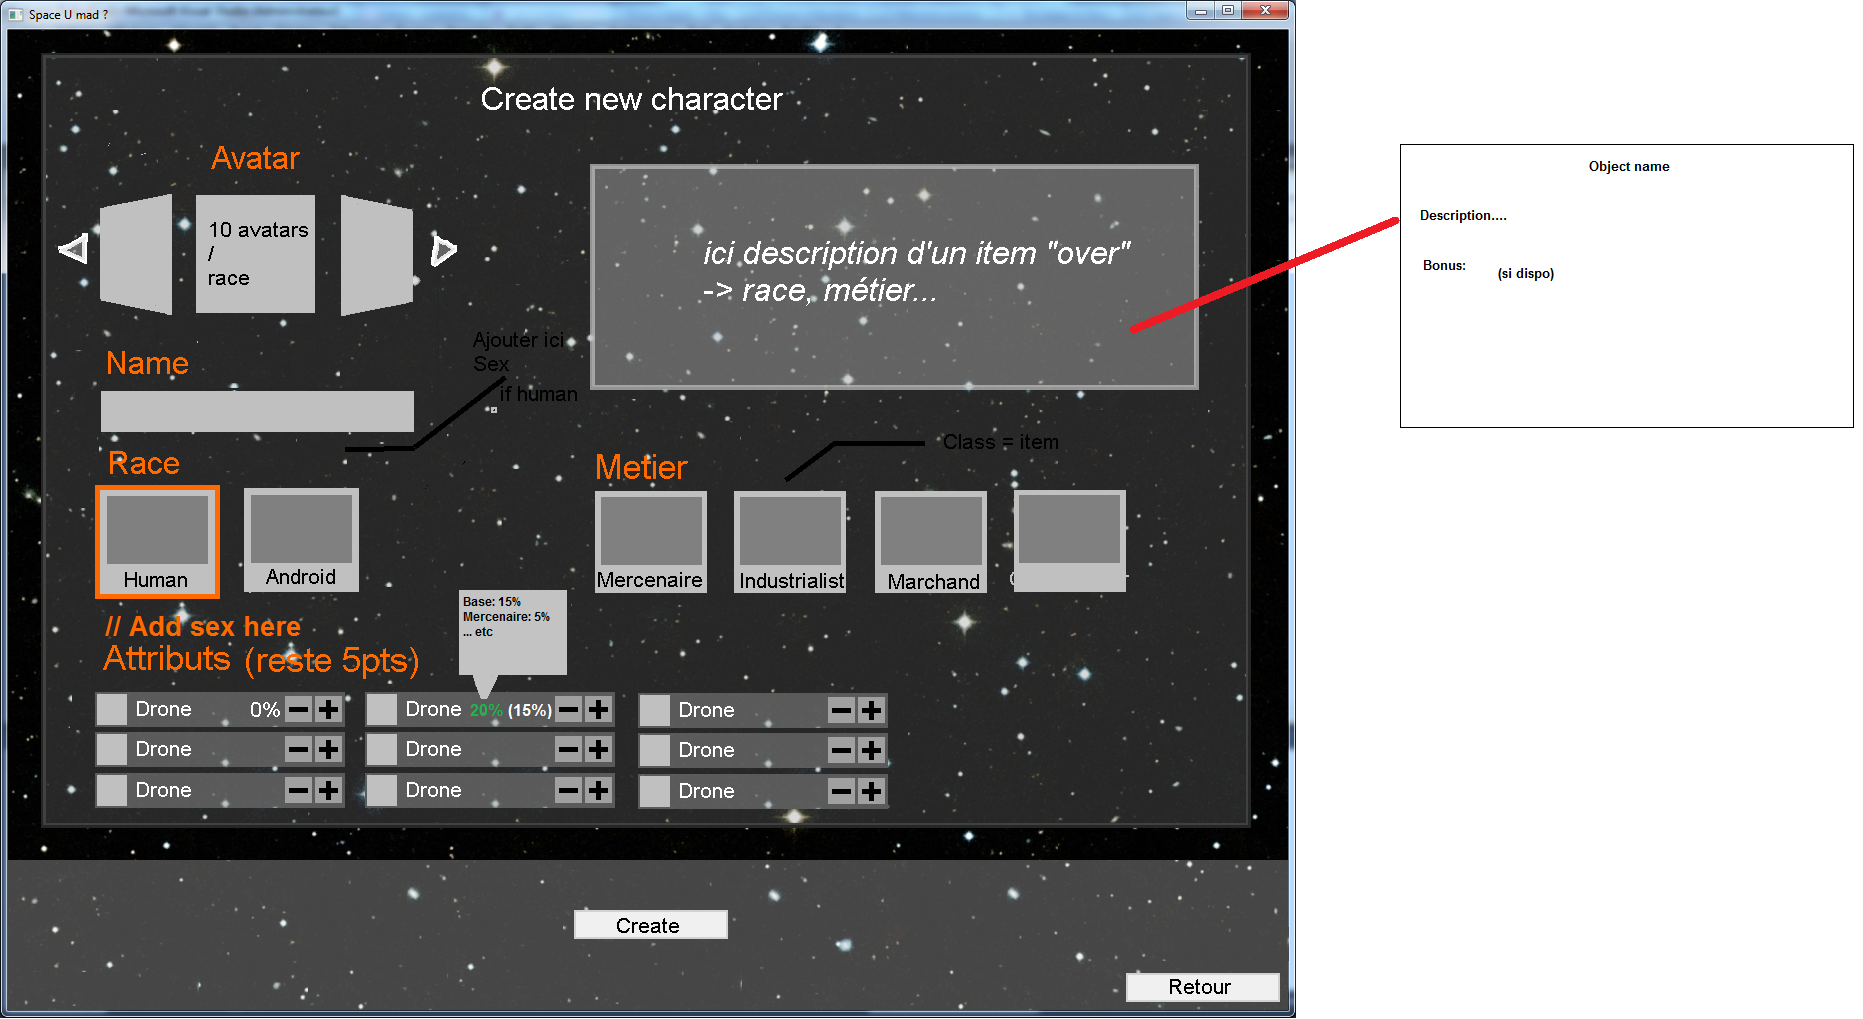 Space U mad ?
Create new character
Avatar
10 avatars
/
race
ici description d'un item "over"
-> race, métier...
Object name
Description....
Bonus:
(si dispo)
Ajouter ici
Sex
if human
Name
Class = item
Race
Metier
Human
Android
Mercenaire
Industrialist
Marchand
// Add sex here
Attributs (reste 5pts)
Base: 15%
Mercenaire: 5%
... etc
Drone 0%
Drone 20% (15%)
Drone
Drone
Drone
Drone
Drone
Drone
Drone
Create
Retour